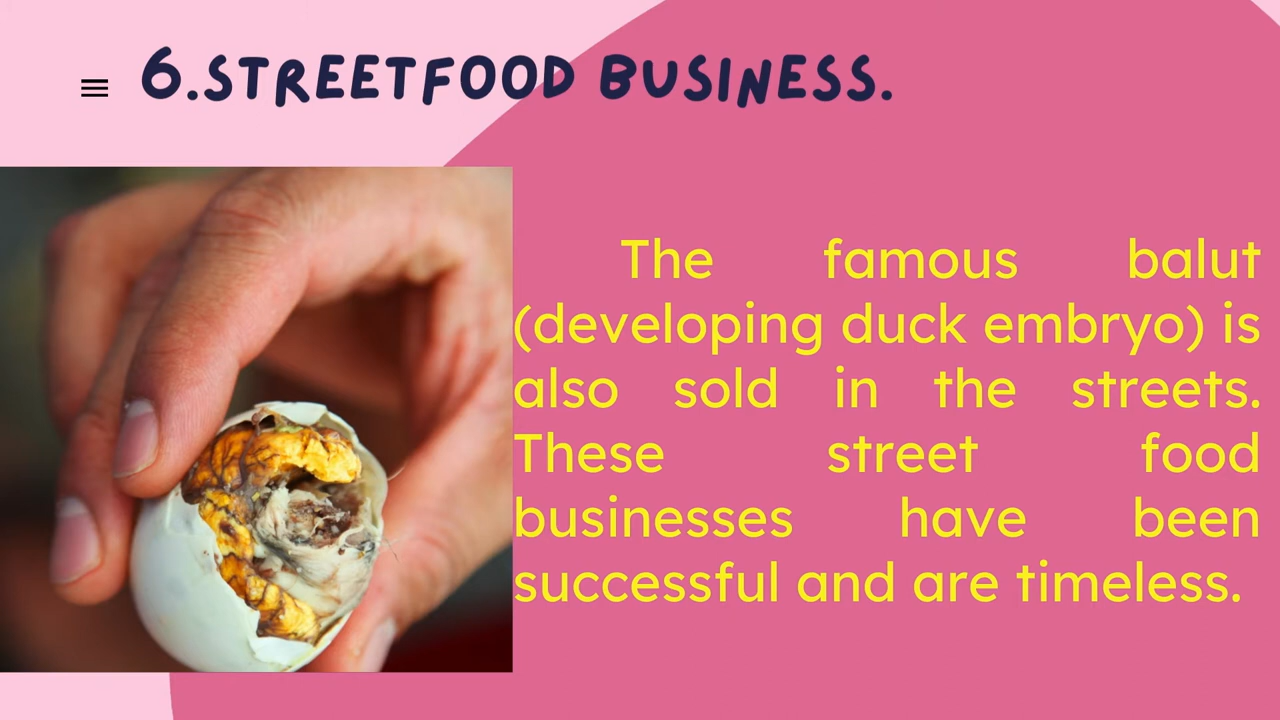 6.STREETFOOD BUSINESS.
The famous balut
(developing duck embryo) is
also sold in the streets.
These street food
businesses have been
successful and are timeless.